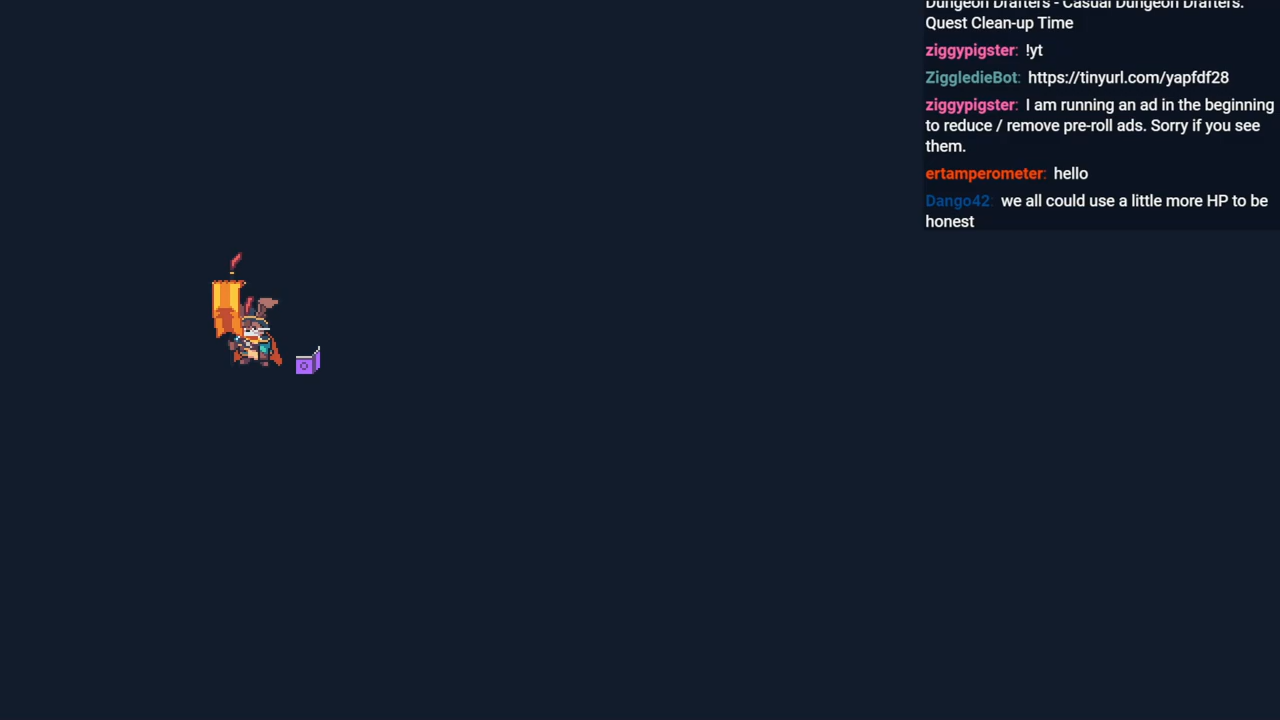 Dungeon Drafters - Casual Dungeon Drafters.
Quest Clean-up Time
ziggypigster: !yt
ZiggledieBot: https://tinyurl.com/yapfdf28
ziggypigster: I am running an ad in the beginning
to reduce / remove pre-roll ads. Sorry if you see
them.
ertamperometer: hello
Dango42: we all could use a little more HP to be
honest